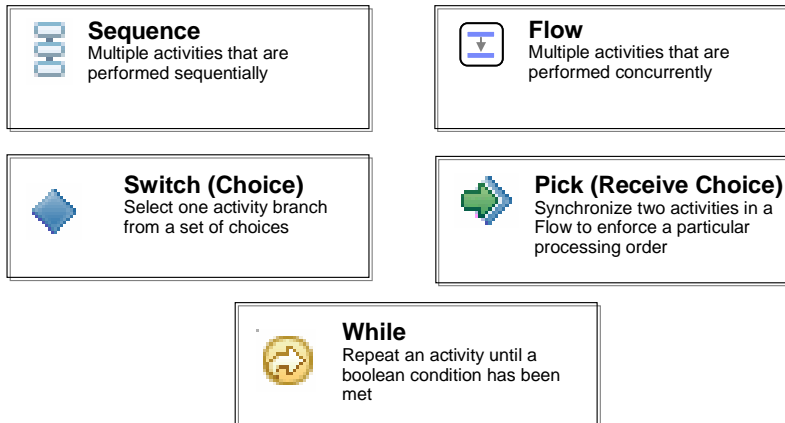 Sequence
Multiple activities that are
performed sequentially
Flow
Multiple activities that are
performed concurrently
Switch (Choice)
Select one activity branch
from a set of choices
Pick (Receive Choice)
Synchronize two activities in a
Flow to enforce a particular
processing order
While
Repeat an activity until a
boolean condition has been
met